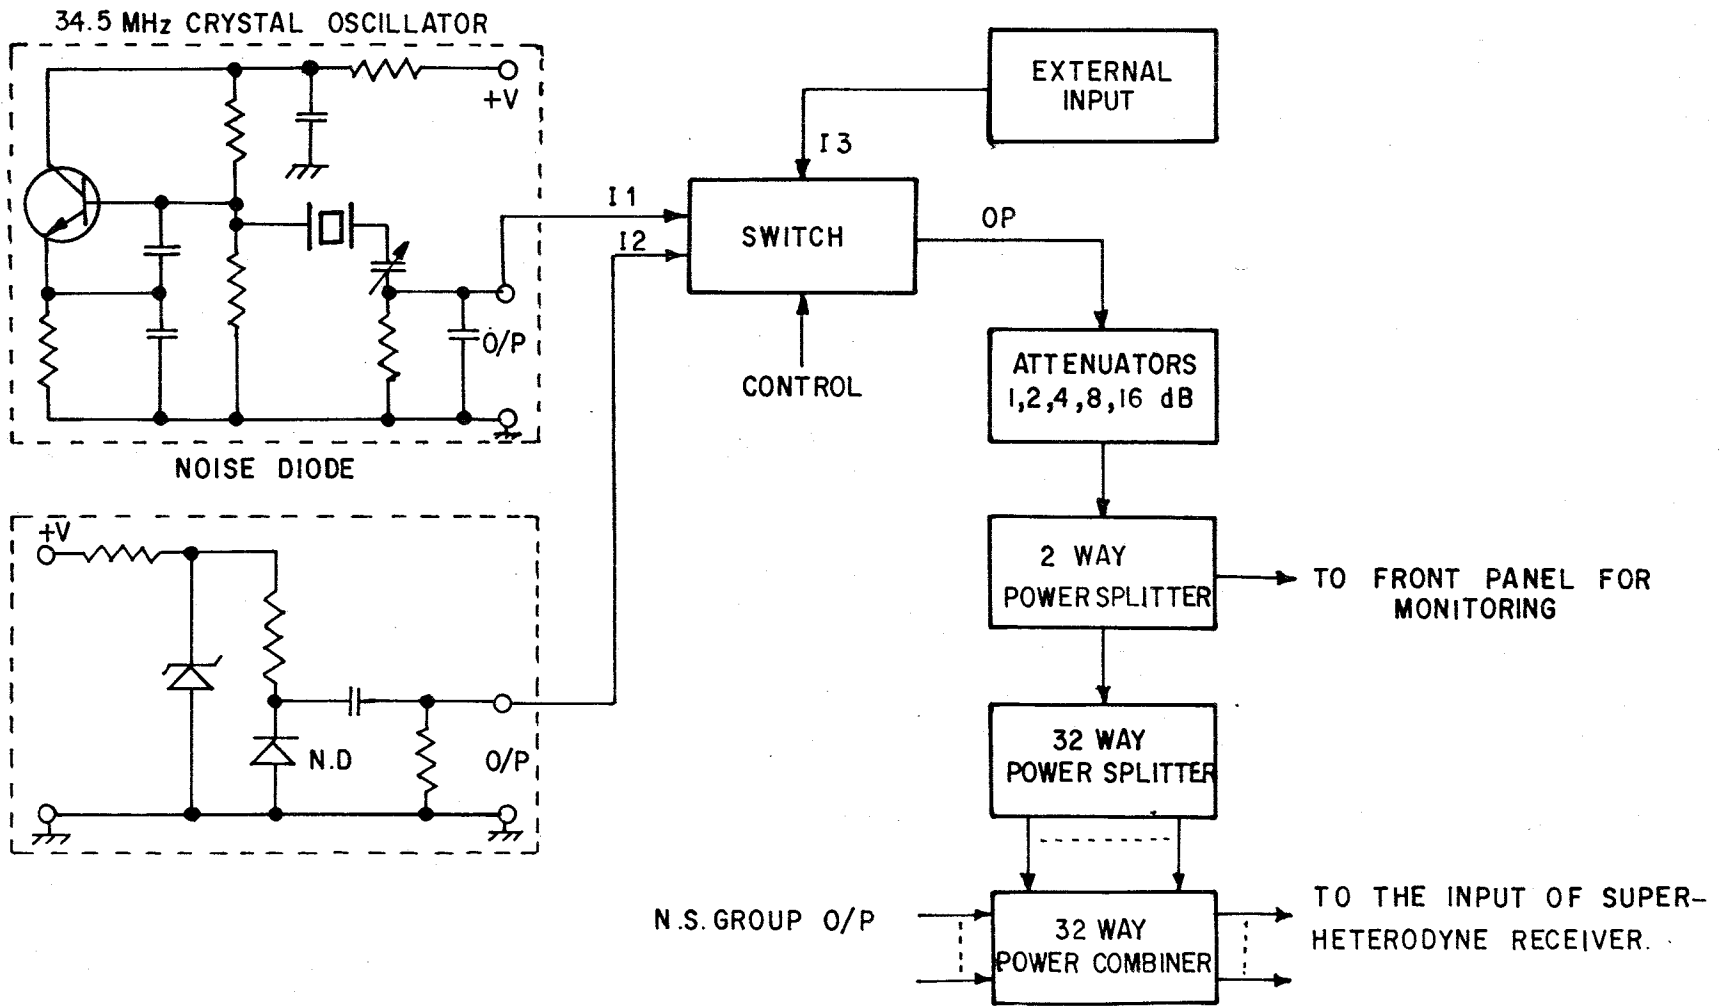 34.5 MHz CRYSTAL OSCILLATOR
+V
O/P
NOISE DIODE
+V
N.D
O/P
EXTERNAL
INPUT
I3
I1
I2
SWITCH
OP
CONTROL
ATTENUATORS
1,2,4,8,16 dB
2 WAY
POWER SPLITTER
TO FRONT PANEL FOR
MONITORING
32 WAY
POWER SPLITTER
N.S.GROUP O/P
32 WAY
POWER COMBINER
TO THE INPUT OF SUPER-
HETERODYNE RECEIVER.